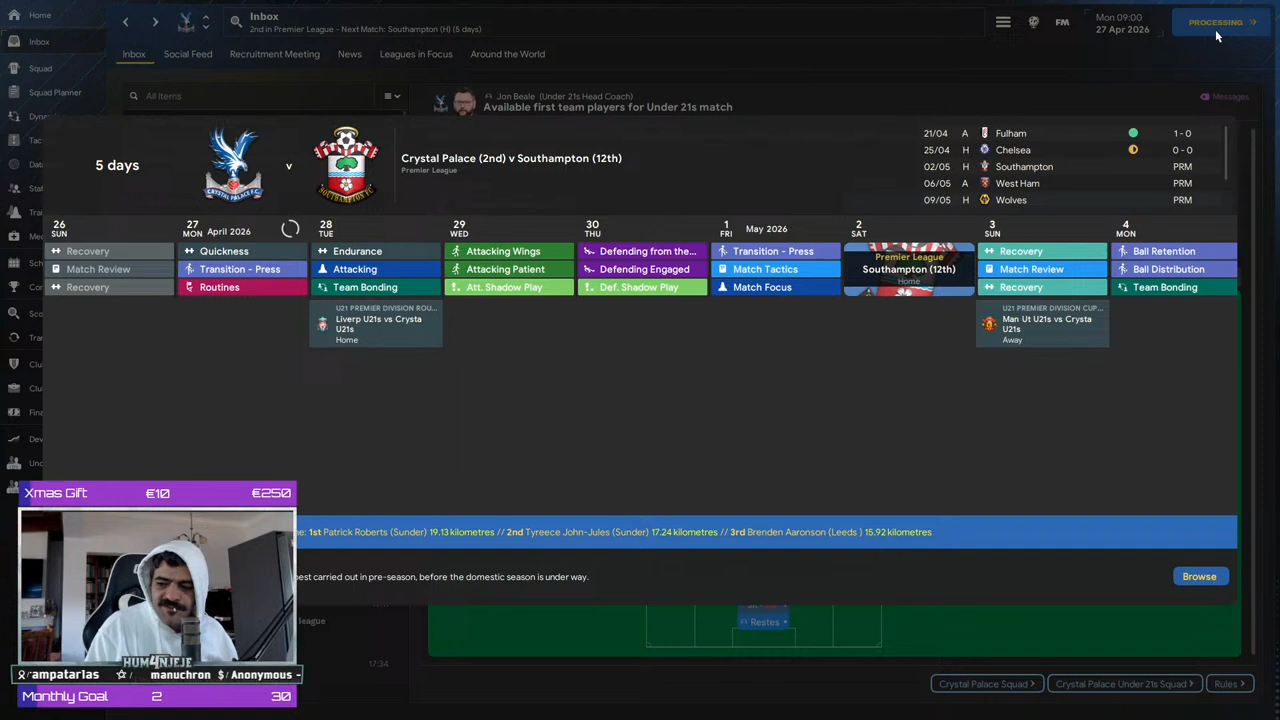 Home
Inbox
2nd in Premier League - Next Match: Southampton (H) (5 days)
FM
Mon 09:00
27 Apr 2026
PROCESSING
Inbox
Social Feed
Recruitment Meeting
News
Leagues in Focus
Around the World
Inbox
Squad
Squad Planner
All Items
Jon Beale (Under 21s Head Coach)
Available first team players for Under 21s match
Messages
5 days
v
Crystal Palace (2nd) v Southampton (12th)
Premier League
21/04 A Fulham 1-0
25/04 H Chelsea 0-0
02/05 H Southampton PRM
06/05 A West Ham PRM
09/05 H Wolves PRM
26 SUN
27 MON April 2026
28 TUE
29 WED
30 THU
1 FRI May 2026
2 SAT
3 SUN
4 MON
Recovery
Match Review
Recovery
Quickness
Transition - Press
Routines
Endurance
Attacking
Team Bonding
Attacking Wings
Attacking Patient
Att. Shadow Play
Defending from the...
Defending Engaged
Def. Shadow Play
Transition - Press
Match Tactics
Match Focus
Premier League
Southampton (12th)
Home
Recovery
Match Review
Recovery
Ball Retention
Ball Distribution
Team Bonding
U21 PREMIER DIVISION ROU...
Liverp U21s vs Crysta
U21s
Home
U21 PREMIER DIVISION CUP...
Man Ut U21s vs Crysta
U21s
Away
me: 1st Patrick Roberts (Sunder) 19.13 kilometres // 2nd Tyreece John-Jules (Sunder) 17.24 kilometres // 3rd Brenden Aaronson (Leeds ) 15.92 kilometres
best carried out in pre-season, before the domestic season is under way.
Browse
league
Restes
17:34
Crystal Palace Squad >
Crystal Palace Under 21s Squad >
Rules >
Xmas Gift €10 €250
HUM4NJEJE
ampatarias
manuchron
Anonymous -
Monthly Goal 2 30